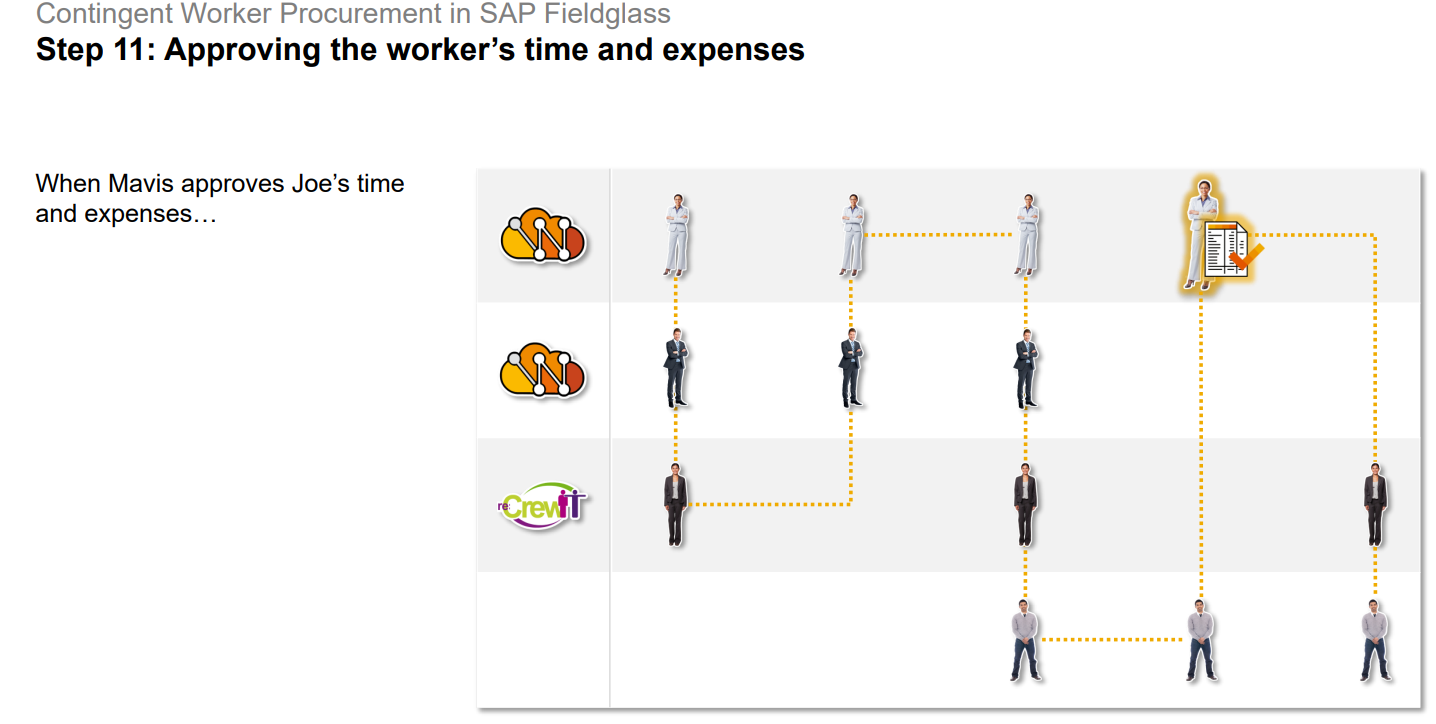 Contingent Worker Procurement in SAP Fieldglass
Step 11: Approving the worker’s time and expenses
When Mavis approves Joe’s time
and expenses…
re:CrewIT